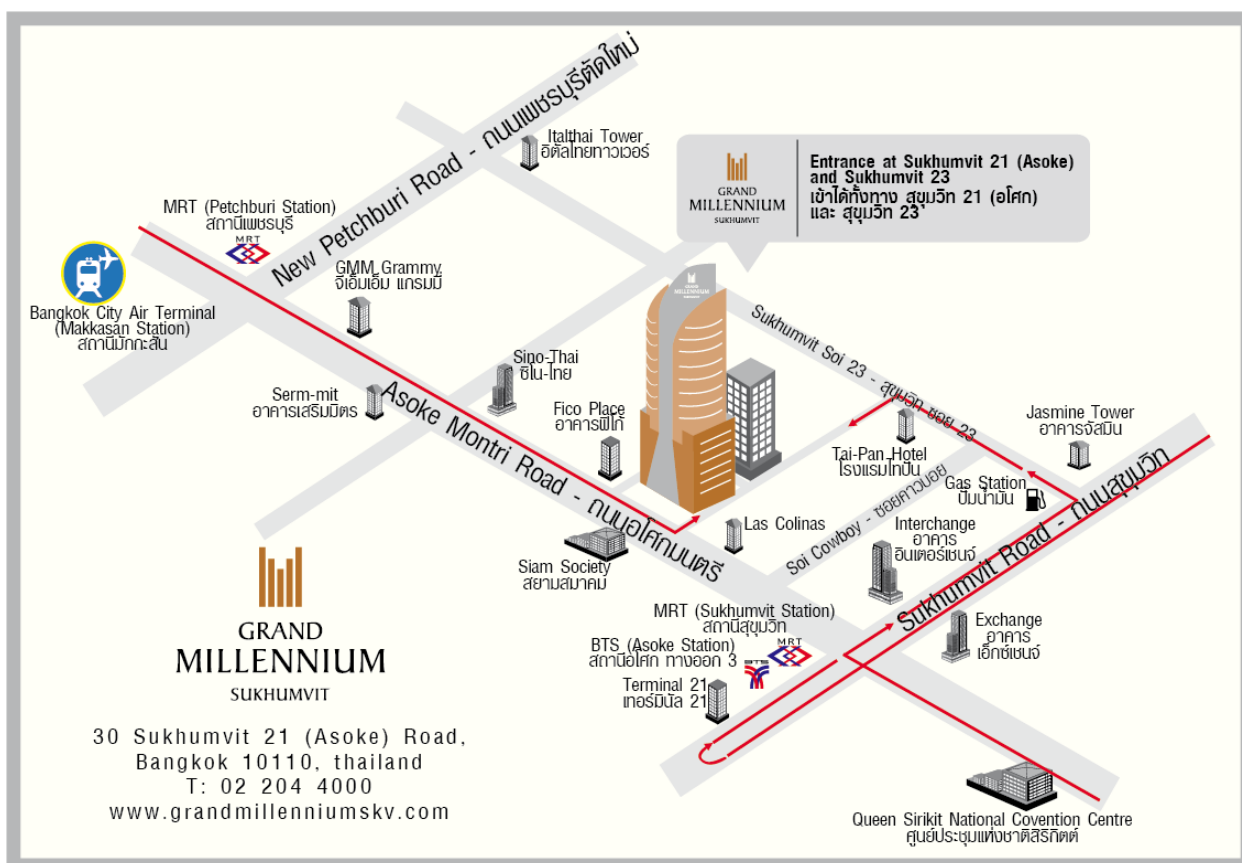 New Petchburi Road - ถนนเพชรบุรีตัดใหม่
Italthai Tower
อิตัลไทยทาวเวอร์
GRAND
MILLENNIUM
SUKHUMVIT
Entrance at Sukhumvit 21 (Asoke)
and Sukhumvit 23
เข้าได้ทั้งทาง สุขุมวิท 21 (อโศก)
และ สุขุมวิท 23
MRT (Petchburi Station)
สถานีเพชรบุรี
MRT
Bangkok City Air Terminal
(Makkasan Station)
สถานีมักกะสัน
GMM Grammy
จีเอ็มเอ็ม แกรมมี่
GRAND
MILLENNIUM
Sukhumvit Soi 23 - สุขุมวิท ซอย 23
Sino-Thai
ซิโน-ไทย
Serm-mit
อาคารเสริมมิตร
Asoke Montri Road - ถนนอโศกมนตรี
Fico Place
อาคารฟีโก้
Jasmine Tower
อาคารจัสมิน
Tai-Pan Hotel
โรงแรมไทปัน
Gas Station
ปั๊มน้ำมัน
Las Colinas
Soi Cowboy - ซอยคาวบอย
Interchange
อาคาร
อินเตอร์เชนจ์
Sukhumvit Road - ถนนสุขุมวิท
Siam Society
สยามสมาคม
MRT (Sukhumvit Station)
สถานีสุขุมวิท
MRT
BTS (Asoke Station)
สถานีอโศก ทางออก 3
BTS
Exchange
อาคาร
เอ็กซ์เชนจ์
Terminal 21
เทอร์มินัล 21
GRAND
MILLENNIUM
SUKHUMVIT
30 Sukhumvit 21 (Asoke) Road,
Bangkok 10110, thailand
T: 02 204 4000
www.grandmillenniumskv.com
Queen Sirikit National Covention Centre
ศูนย์ประชุมแห่งชาติสิริกิตต์